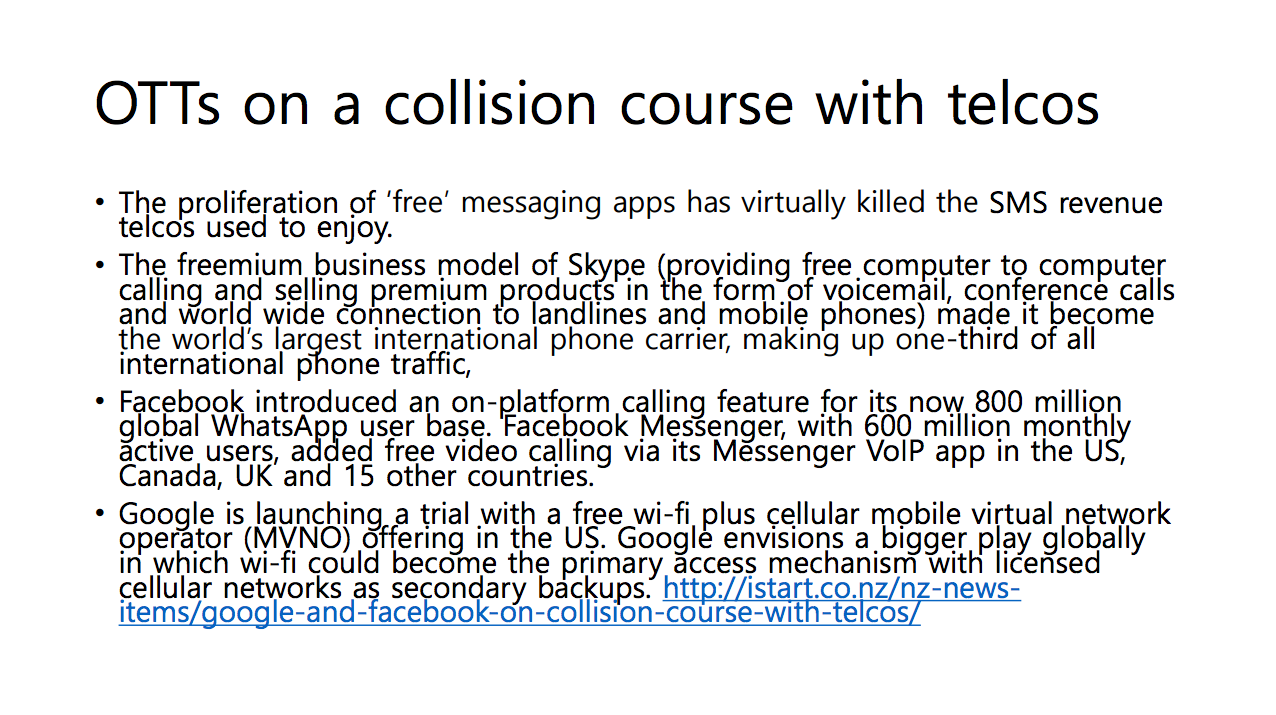 OTTs on a collision course with telcos
• The proliferation of ‘free’ messaging apps has virtually killed the SMS revenue
telcos used to enjoy.
• The freemium business model of Skype (providing free computer to computer
calling and selling premium products in the form of voicemail, conference calls
and world wide connection to landlines and mobile phones) made it become
the world’s largest international phone carrier, making up one-third of all
international phone traffic,
• Facebook introduced an on-platform calling feature for its now 800 million
global WhatsApp user base. Facebook Messenger, with 600 million monthly
active users, added free video calling via its Messenger VoIP app in the US,
Canada, UK and 15 other countries.
• Google is launching a trial with a free wi-fi plus cellular mobile virtual network
operator (MVNO) offering in the US. Google envisions a bigger play globally
in which wi-fi could become the primary access mechanism with licensed
cellular networks as secondary backups. http://istart.co.nz/nz-news-
items/google-and-facebook-on-collision-course-with-telcos/